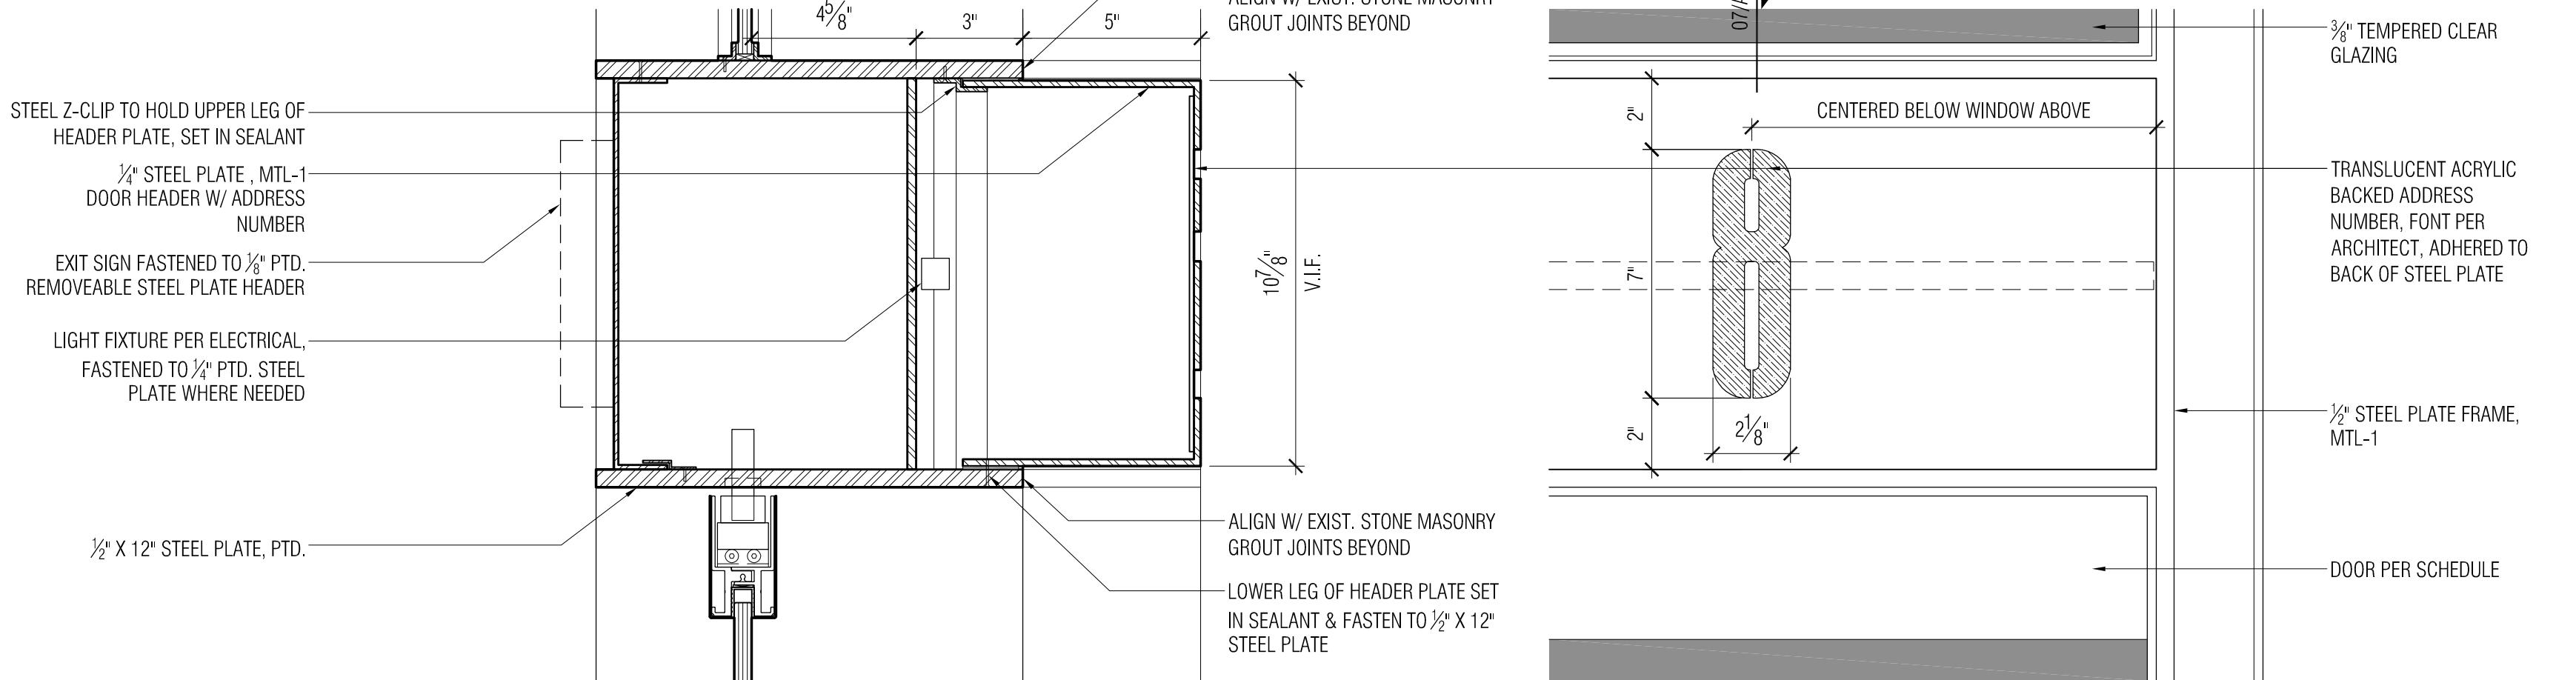 4⅝"
3"
5"
ALIGN W/ EXIST. STONE MASONRY
GROUT JOINTS BEYOND
STEEL Z-CLIP TO HOLD UPPER LEG OF
HEADER PLATE, SET IN SEALANT
¼" STEEL PLATE , MTL-1
DOOR HEADER W/ ADDRESS
NUMBER
EXIT SIGN FASTENED TO ⅛" PTD.
REMOVEABLE STEEL PLATE HEADER
LIGHT FIXTURE PER ELECTRICAL,
FASTENED TO ¼" PTD. STEEL
PLATE WHERE NEEDED
½" X 12" STEEL PLATE, PTD.
10⅞"
V.I.F.
ALIGN W/ EXIST. STONE MASONRY
GROUT JOINTS BEYOND
LOWER LEG OF HEADER PLATE SET
IN SEALANT & FASTEN TO ½" X 12"
STEEL PLATE
2"
7"
2"
2⅛"
8
CENTERED BELOW WINDOW ABOVE
⅜" TEMPERED CLEAR
GLAZING
TRANSLUCENT ACRYLIC
BACKED ADDRESS
NUMBER, FONT PER
ARCHITECT, ADHERED TO
BACK OF STEEL PLATE
½" STEEL PLATE FRAME,
MTL-1
DOOR PER SCHEDULE